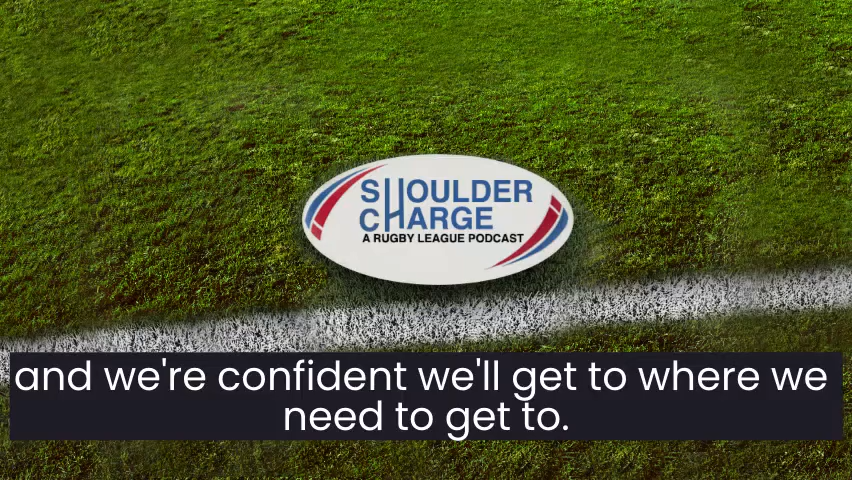 SHOULDER
CHARGE
A RUGBY LEAGUE PODCAST
and we're confident we'll get to where we
need to get to.